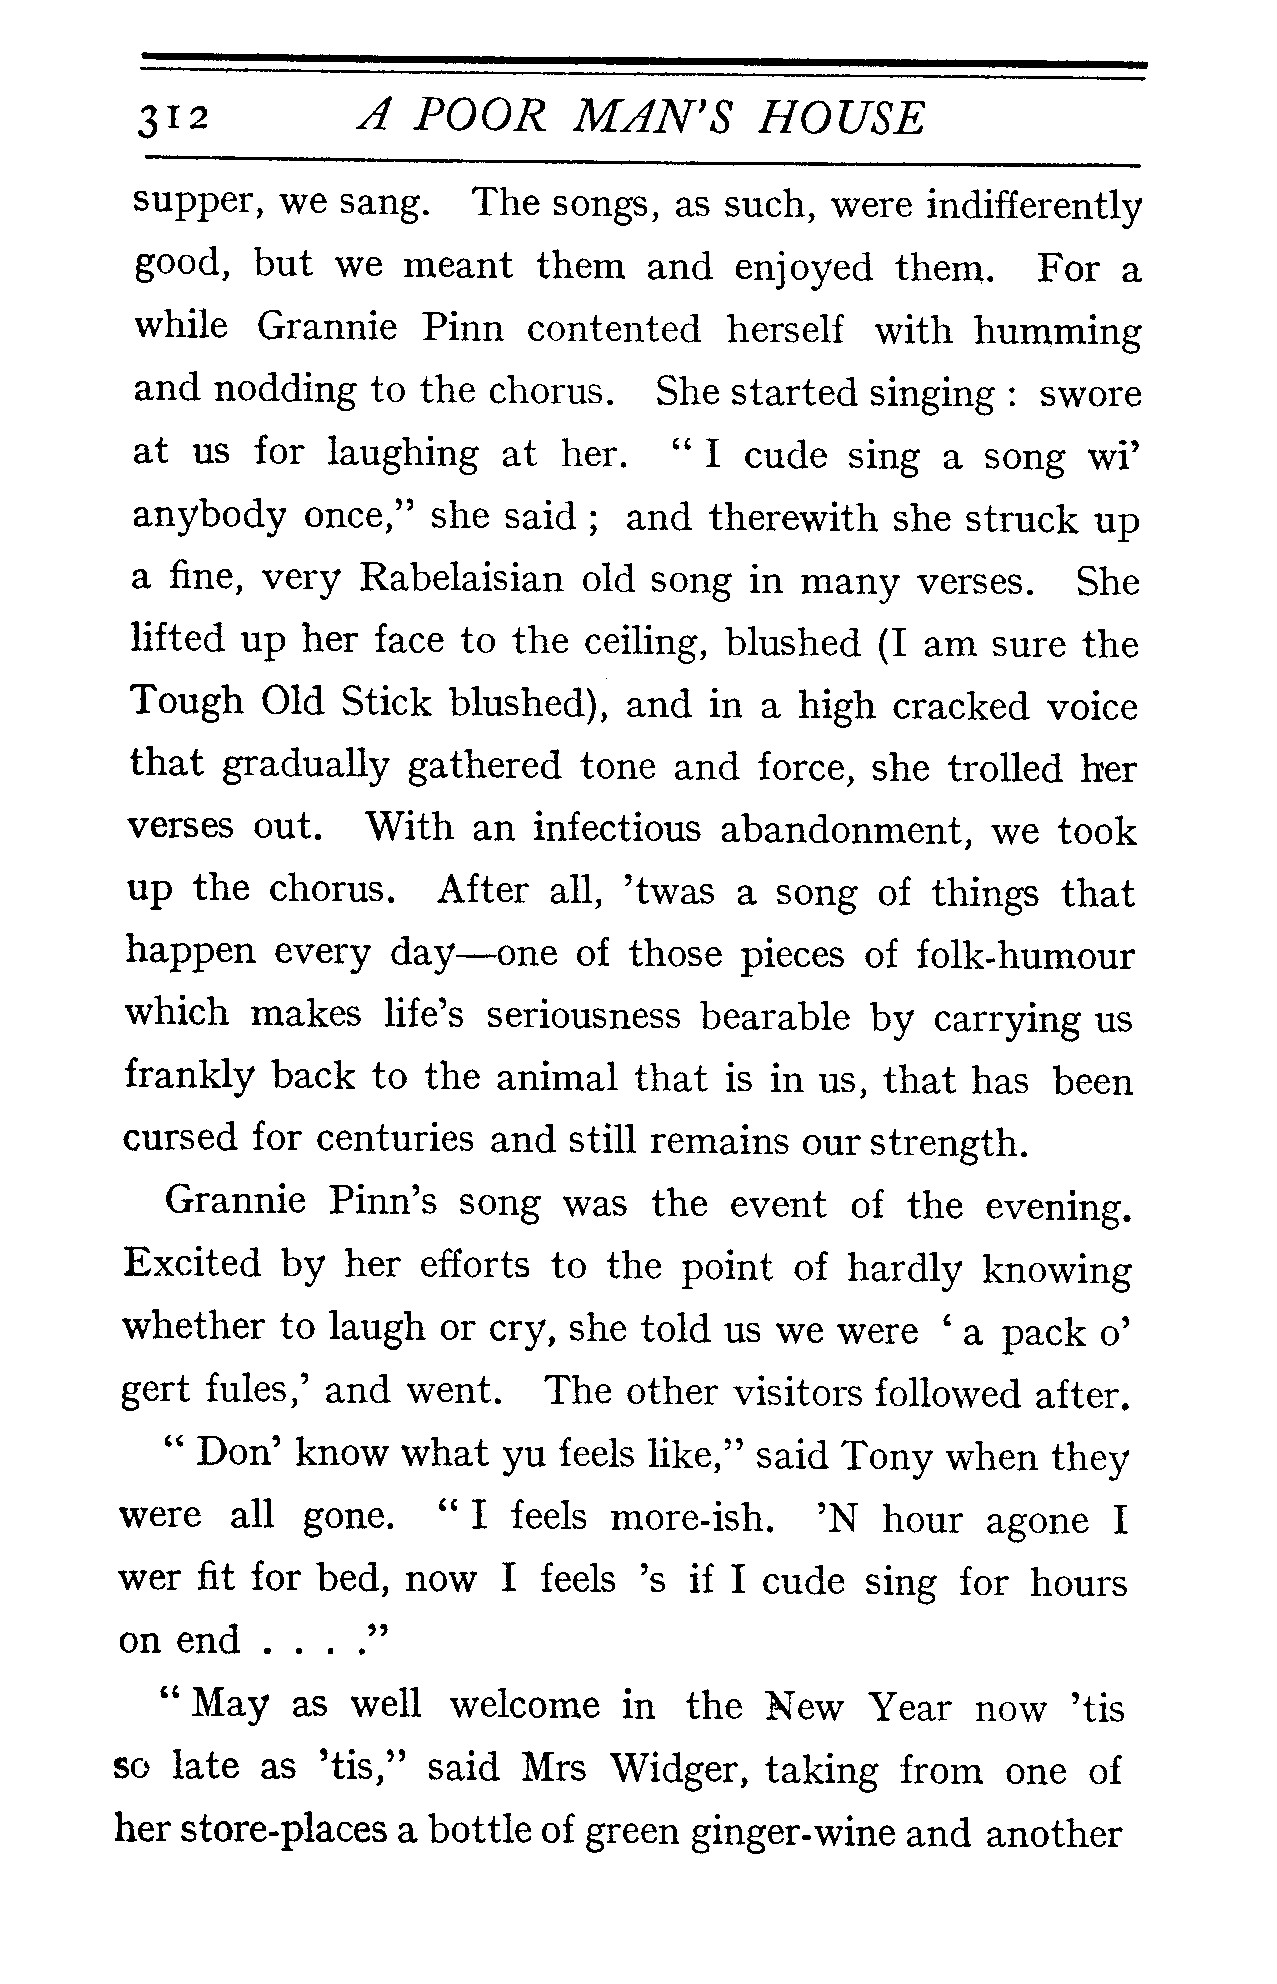 312 A POOR MAN'S HOUSE
supper, we sang. The songs, as such, were indifferently
good, but we meant them and enjoyed them. For a
while Grannie Pinn contented herself with humming
and nodding to the chorus. She started singing : swore
at us for laughing at her. “ I cude sing a song wi’
anybody once,” she said ; and therewith she struck up
a fine, very Rabelaisian old song in many verses. She
lifted up her face to the ceiling, blushed (I am sure the
Tough Old Stick blushed), and in a high cracked voice
that gradually gathered tone and force, she trolled her
verses out. With an infectious abandonment, we took
up the chorus. After all, ’twas a song of things that
happen every day—one of those pieces of folk-humour
which makes life’s seriousness bearable by carrying us
frankly back to the animal that is in us, that has been
cursed for centuries and still remains our strength.
Grannie Pinn’s song was the event of the evening.
Excited by her efforts to the point of hardly knowing
whether to laugh or cry, she told us we were ‘ a pack o’
gert fules,’ and went. The other visitors followed after.
“ Don’ know what yu feels like,” said Tony when they
were all gone. “ I feels more-ish. ’N hour agone I
wer fit for bed, now I feels ’s if I cude sing for hours
on end . . . .”
“ May as well welcome in the New Year now ’tis
so late as ’tis,” said Mrs Widger, taking from one of
her store-places a bottle of green ginger-wine and another